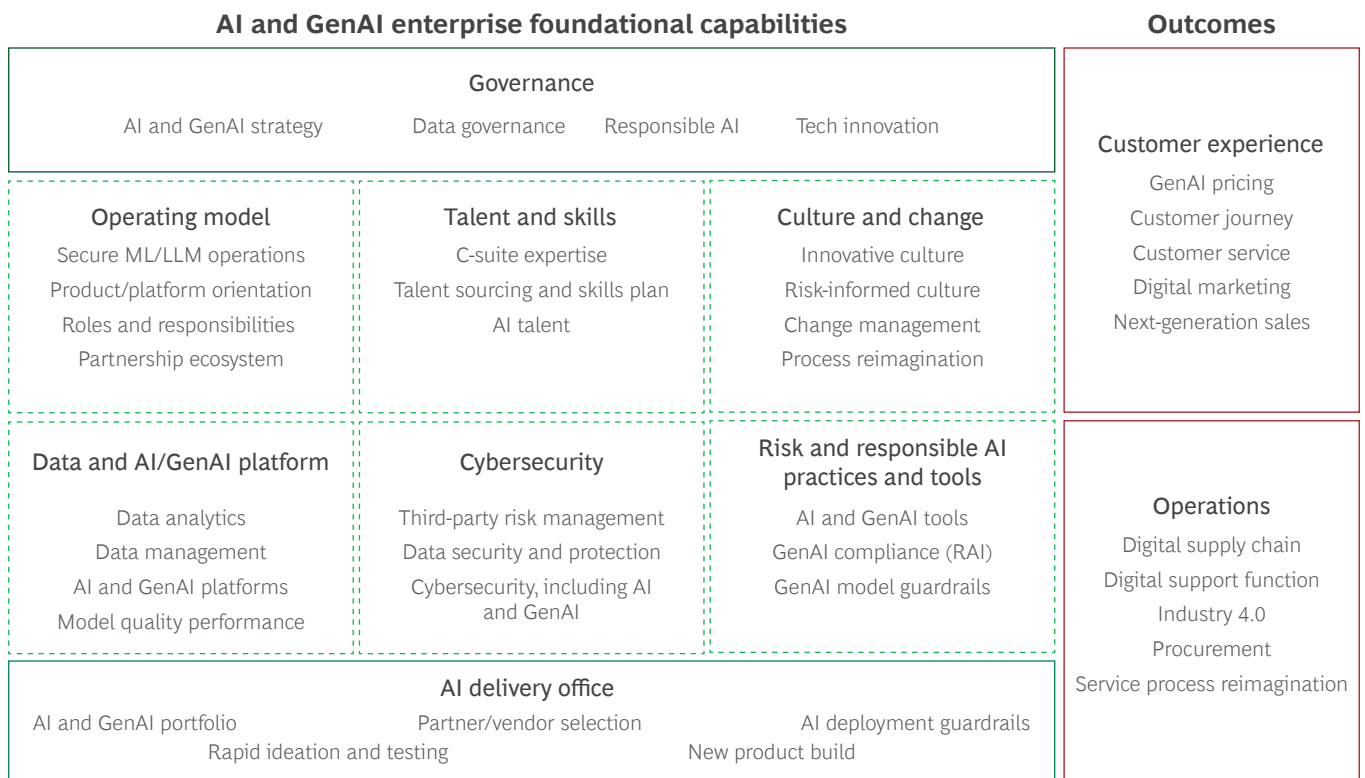 AI and GenAI enterprise foundational capabilities
Outcomes
Governance
AI and GenAI strategy
Data governance
Responsible AI
Tech innovation
Operating model
Secure ML/LLM operations
Product/platform orientation
Roles and responsibilities
Partnership ecosystem
Talent and skills
C-suite expertise
Talent sourcing and skills plan
AI talent
Culture and change
Innovative culture
Risk-informed culture
Change management
Process reimagination
Data and AI/GenAI platform
Data analytics
Data management
AI and GenAI platforms
Model quality performance
Cybersecurity
Third-party risk management
Data security and protection
Cybersecurity, including AI
and GenAI
Risk and responsible AI
practices and tools
AI and GenAI tools
GenAI compliance (RAI)
GenAI model guardrails
AI delivery office
AI and GenAI portfolio
Partner/vendor selection
AI deployment guardrails
Rapid ideation and testing
New product build
Customer experience
GenAI pricing
Customer journey
Customer service
Digital marketing
Next-generation sales
Operations
Digital supply chain
Digital support function
Industry 4.0
Procurement
Service process reimagination